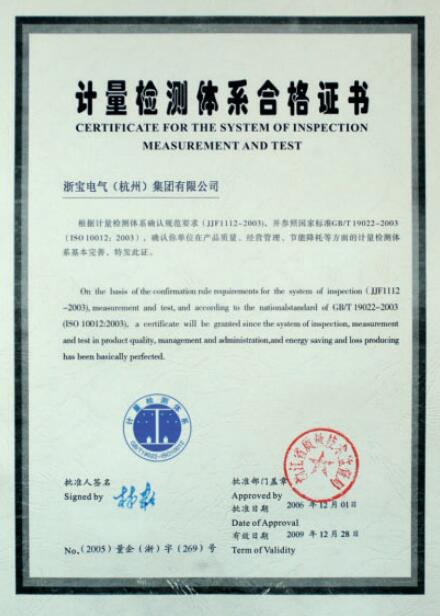 计量检测体系合格证书
CERTIFICATE FOR THE SYSTEM OF INSPECTION
MEASUREMENT AND TEST
浙宝电气（杭州）集团有限公司
根据计量检测体系确认规范要求（JJF1112-2003)、并参照国家标准GB/T 19022-2003
（ISO 10012：2003），确认你单位在产品质量、经营管理、节能降耗等方面的计量检测体
系基本完善，特发此证。
On the basis of the confirmation rule requirements for the system of inspection ( JJF1112
-2003), measurement and test, and according to the nationalstandard of GB/T 19022-2003
(ISO 10012:2003), a certificate will be granted since the system of inspection, measurement
and test in product quality, management and administration,and energy saving and loss producing
has been basically perfected.
计量检测体系
GB/T19022-ISO10012
批准人签名
Signed by
批准部门盖章
Approved by
批准日期 2006 年 12 月 01 日
Date of Approval
有效日期 2009 年 12 月 28 日
Term of Validity
No. (2005) 量企（浙）字（269）号